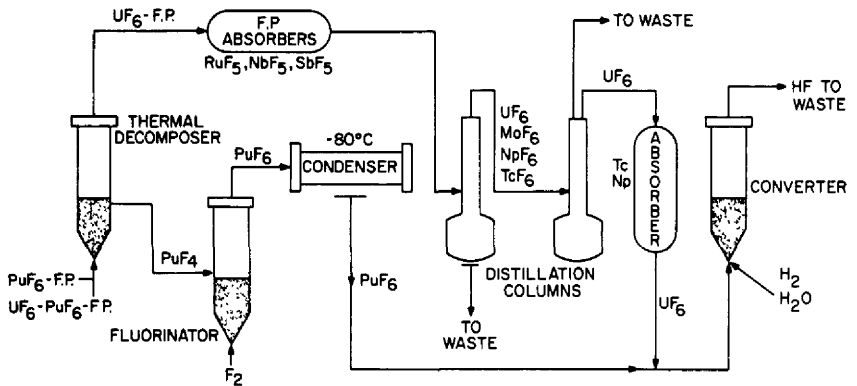 UF6-F.P.
F.P
ABSORBERS
RuF5, NbF5, SbF5
TO WASTE
UF6
HF TO
WASTE
THERMAL
DECOMPOSER
-80°C
CONDENSER
PuF6
UF6
MoF6
NpF6
TcF6
Tc
Np
ABSORBER
CONVERTER
PuF4
PuF6-F.P.
UF6-PuF6-F.P.
FLUORINATOR
F2
PuF6
DISTILLATION
COLUMNS
TO
WASTE
UF6
H2
H2O